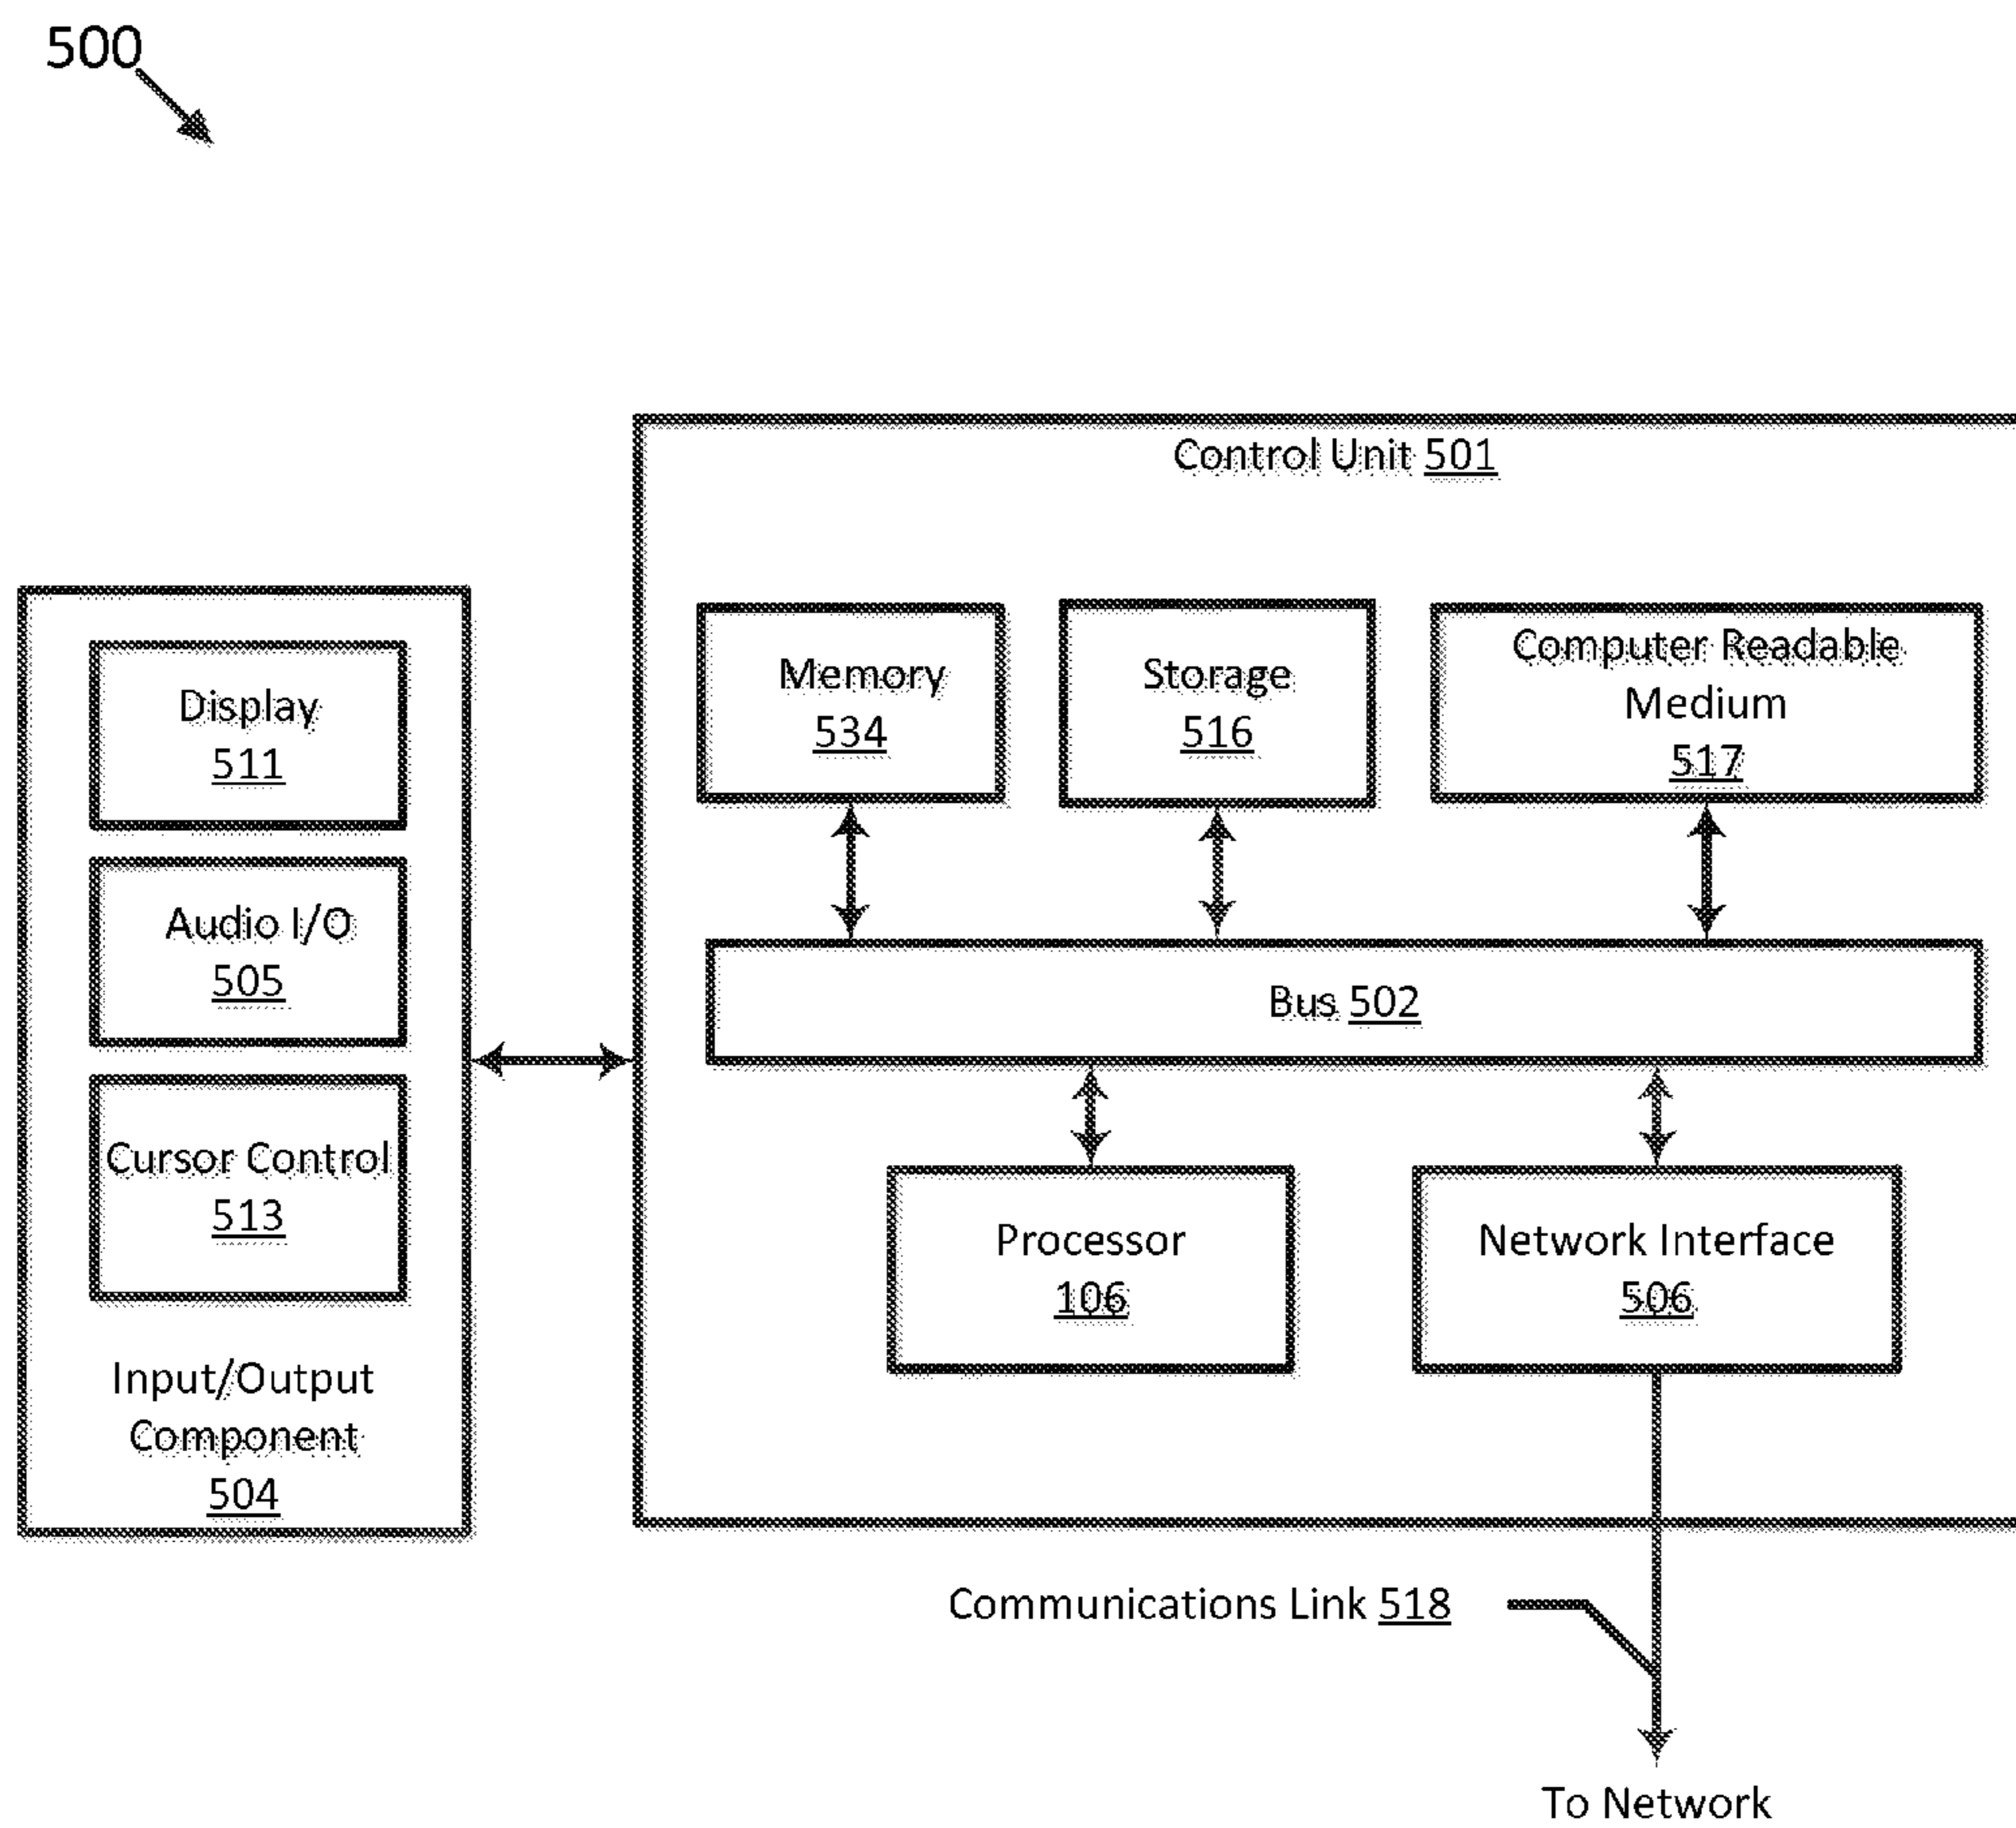 500
Control Unit 501
Display
511
Audio I/O
505
Cursor Control
513
Input/Output
Component
504
Memory
534
Storage
516
Computer Readable
Medium
517
Bus 502
Processor
106
Network Interface
506
Communications Link 518
To Network